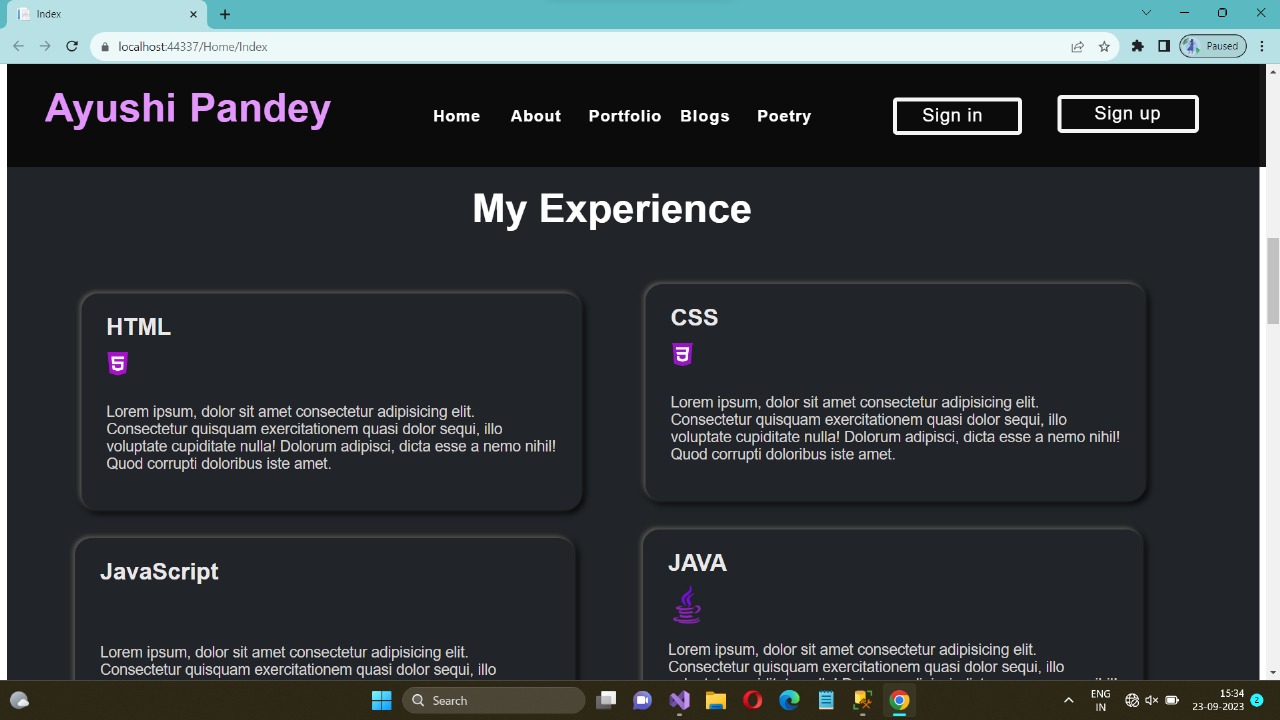 Index
localhost:44337/Home/Index
Paused
Ayushi Pandey
Home About Portfolio Blogs Poetry
Sign in
Sign up
My Experience
HTML
5
Lorem ipsum, dolor sit amet consectetur adipisicing elit.
Consectetur quisquam exercitationem quasi dolor sequi, illo
voluptate cupiditate nulla! Dolorum adipisci, dicta esse a nemo nihil!
Quod corrupti doloribus iste amet.
CSS
3
Lorem ipsum, dolor sit amet consectetur adipisicing elit.
Consectetur quisquam exercitationem quasi dolor sequi, illo
voluptate cupiditate nulla! Dolorum adipisci, dicta esse a nemo nihil!
Quod corrupti doloribus iste amet.
JavaScript
Lorem ipsum, dolor sit amet consectetur adipisicing elit.
Consectetur quisquam exercitationem quasi dolor sequi, illo
JAVA
Lorem ipsum, dolor sit amet consectetur adipisicing elit.
Consectetur quisquam exercitationem quasi dolor sequi, illo
Search
ENG
IN
15:34
23-09-2023
2